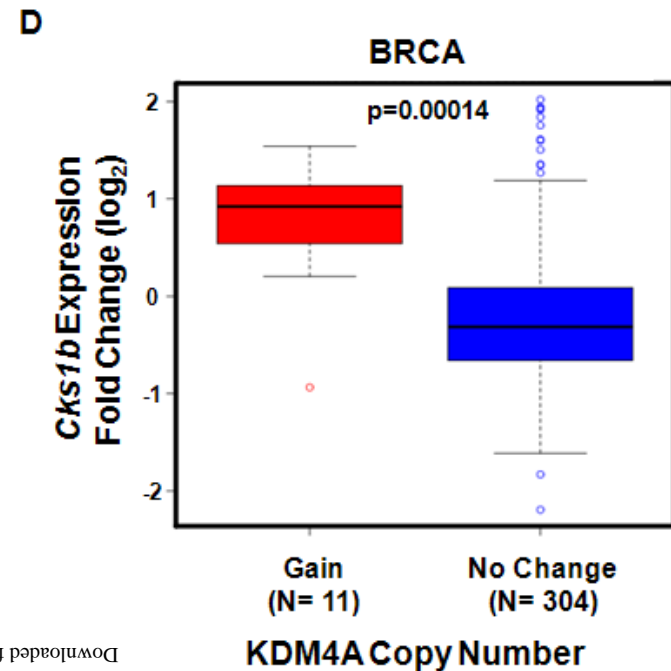 D
BRCA
p=0.00014
Cks1b Expression
Fold Change (log₂)
2
1
0
-1
-2
Gain
(N= 11)
No Change
(N= 304)
KDM4A Copy Number
Downloaded f